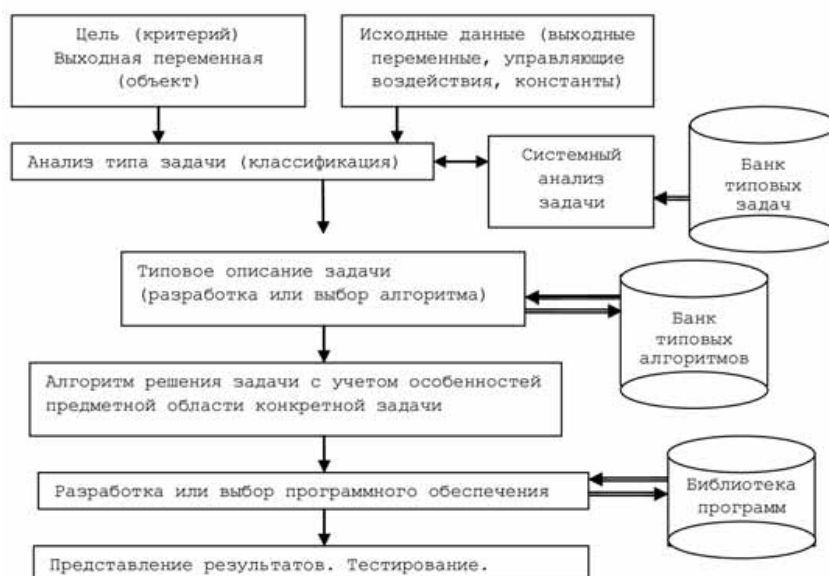 Цель (критерий)
Выходная переменная
(объект)
Исходные данные (выходные
переменные, управляющие
воздействия, константы)
Анализ типа задачи (классификация)
Системный
анализ
задачи
Банк
типовых
задач
Типовое описание задачи
(разработка или выбор алгоритма)
Банк
типовых
алгоритмов
Алгоритм решения задачи с учетом особенностей
предметной области конкретной задачи
Разработка или выбор программного обеспечения
Библиотека
программ
Представление результатов. Тестирование.